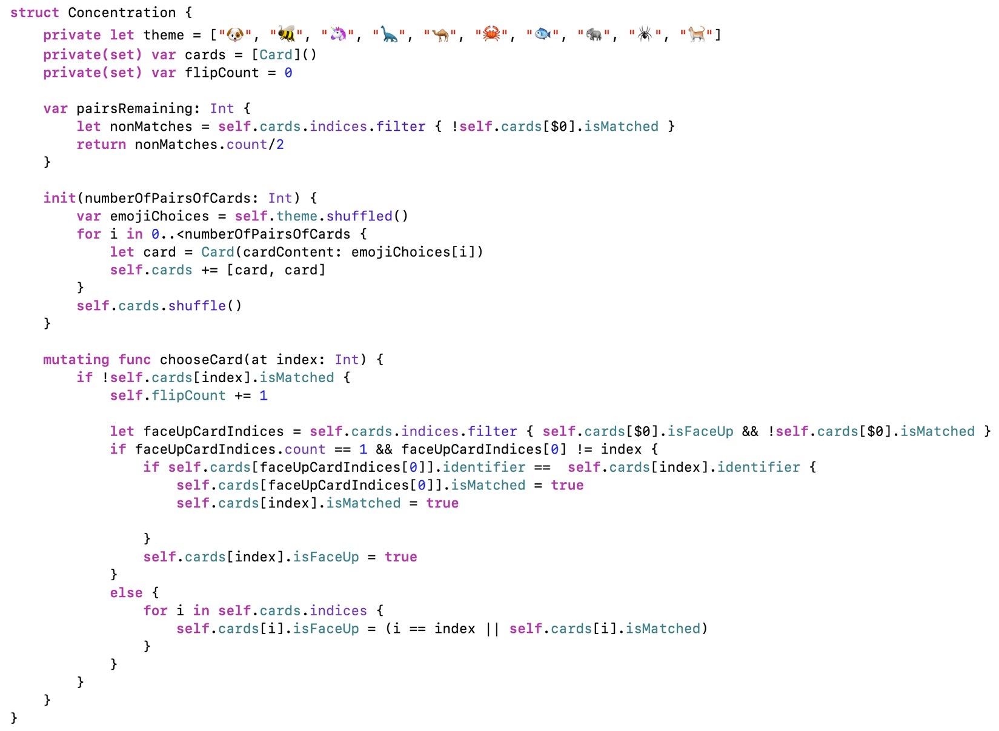 struct Concentration {
    private let theme = ["🐶", "🐝", "🦄", "🦕", "🐪", "🦀", "🐟", "🐘", "🕷", "🐈"]
    private(set) var cards = [Card]()
    private(set) var flipCount = 0

    var pairsRemaining: Int {
        let nonMatches = self.cards.indices.filter { !self.cards[$0].isMatched }
        return nonMatches.count/2
    }

    init(numberOfPairsOfCards: Int) {
        var emojiChoices = self.theme.shuffled()
        for i in 0..<numberOfPairsOfCards {
            let card = Card(cardContent: emojiChoices[i])
            self.cards += [card, card]
        }
        self.cards.shuffle()
    }

    mutating func chooseCard(at index: Int) {
        if !self.cards[index].isMatched {
            self.flipCount += 1

            let faceUpCardIndices = self.cards.indices.filter { self.cards[$0].isFaceUp && !self.cards[$0].isMatched }
            if faceUpCardIndices.count == 1 && faceUpCardIndices[0] != index {
                if self.cards[faceUpCardIndices[0]].identifier ==  self.cards[index].identifier {
                    self.cards[faceUpCardIndices[0]].isMatched = true
                    self.cards[index].isMatched = true

                }
                self.cards[index].isFaceUp = true
            }
            else {
                for i in self.cards.indices {
                    self.cards[i].isFaceUp = (i == index || self.cards[i].isMatched)
                }
            }
        }
    }
}